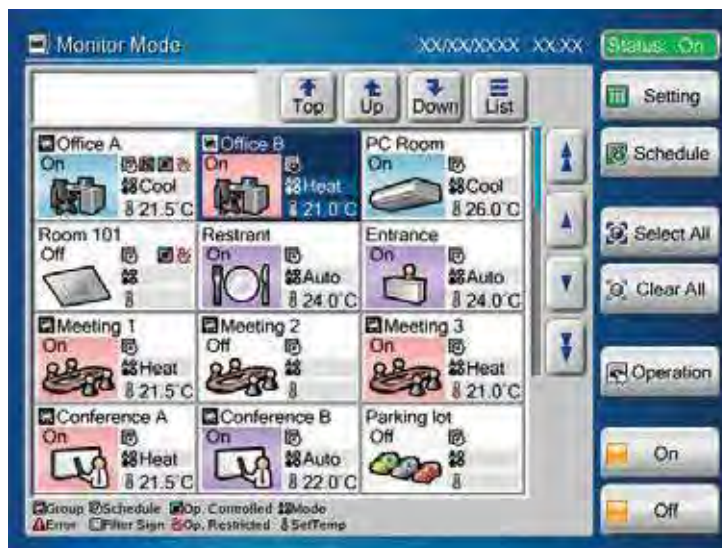 Monitor Mode XX/XX/XXXX XX:XX Status: On
Top Up Down List
Setting
Schedule
Select All
Clear All
Operation
On
Off
Office A
On
Cool
21.5°C
Office B
On
Heat
21.0°C
PC Room
On
Cool
26.0°C
Room 101
Off
Restrant
On
Auto
24.0°C
Entrance
On
Auto
24.0°C
Meeting 1
On
Heat
21.5°C
Meeting 2
Off
Meeting 3
On
Heat
21.0°C
Conference A
On
Heat
21.5°C
Conference B
On
Auto
22.0°C
Parking lot
Off
Group Schedule Op. Controlled Mode
Error Filter Sign Op. Restricted SetTemp